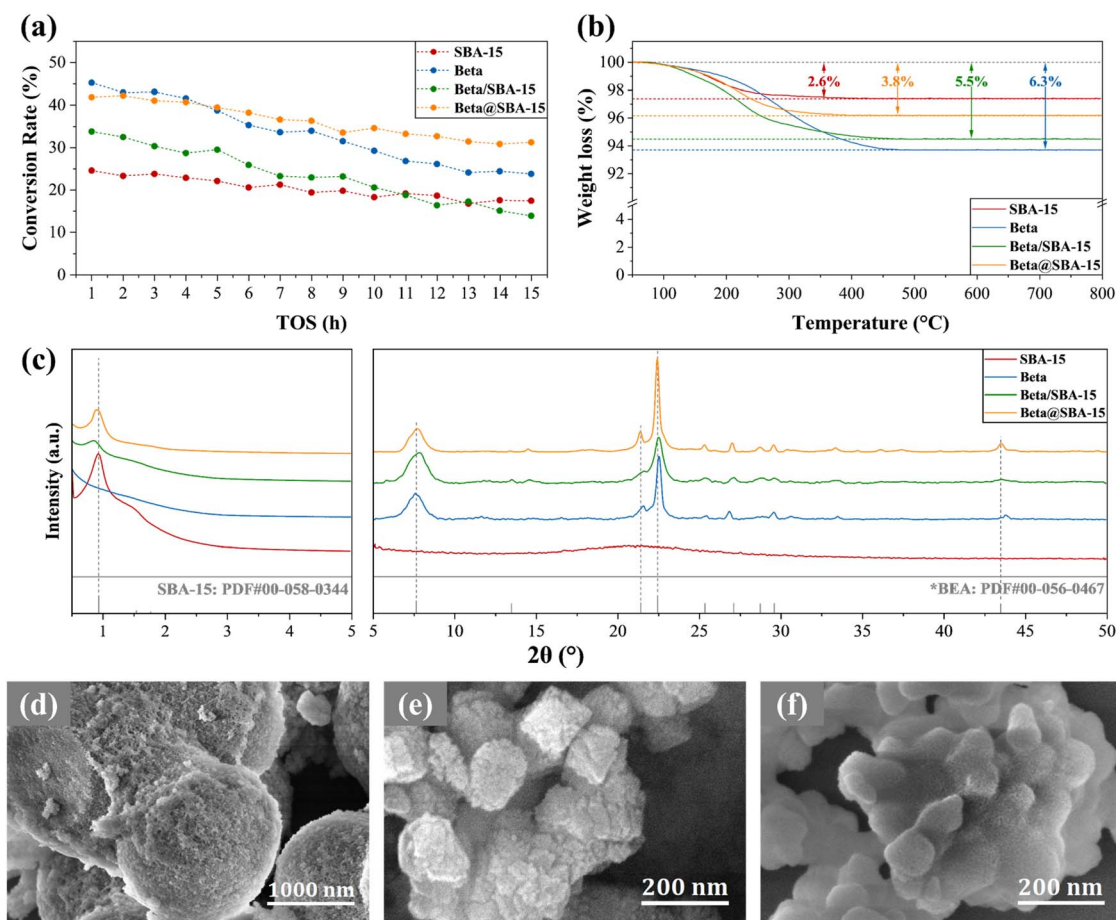 (a)
SBA-15
Beta
Beta/SBA-15
Beta@SBA-15
50
40
30
20
10
0
Conversion Rate (%)
1 2 3 4 5 6 7 8 9 10 11 12 13 14 15
TOS (h)
(b)
100
98
96
94
92
4
2
0
Weight loss (%)
2.6%
3.8%
5.5%
6.3%
SBA-15
Beta
Beta/SBA-15
Beta@SBA-15
100 200 300 400 500 600 700 800
Temperature (°C)
(c)
SBA-15
Beta
Beta/SBA-15
Beta@SBA-15
Intensity (a.u.)
SBA-15: PDF#00-058-0344
*BEA: PDF#00-056-0467
1 2 3 4 5
5 10 15 20 25 30 35 40 45 50
2θ (°)
(d)
1000 nm
(e)
200 nm
(f)
200 nm